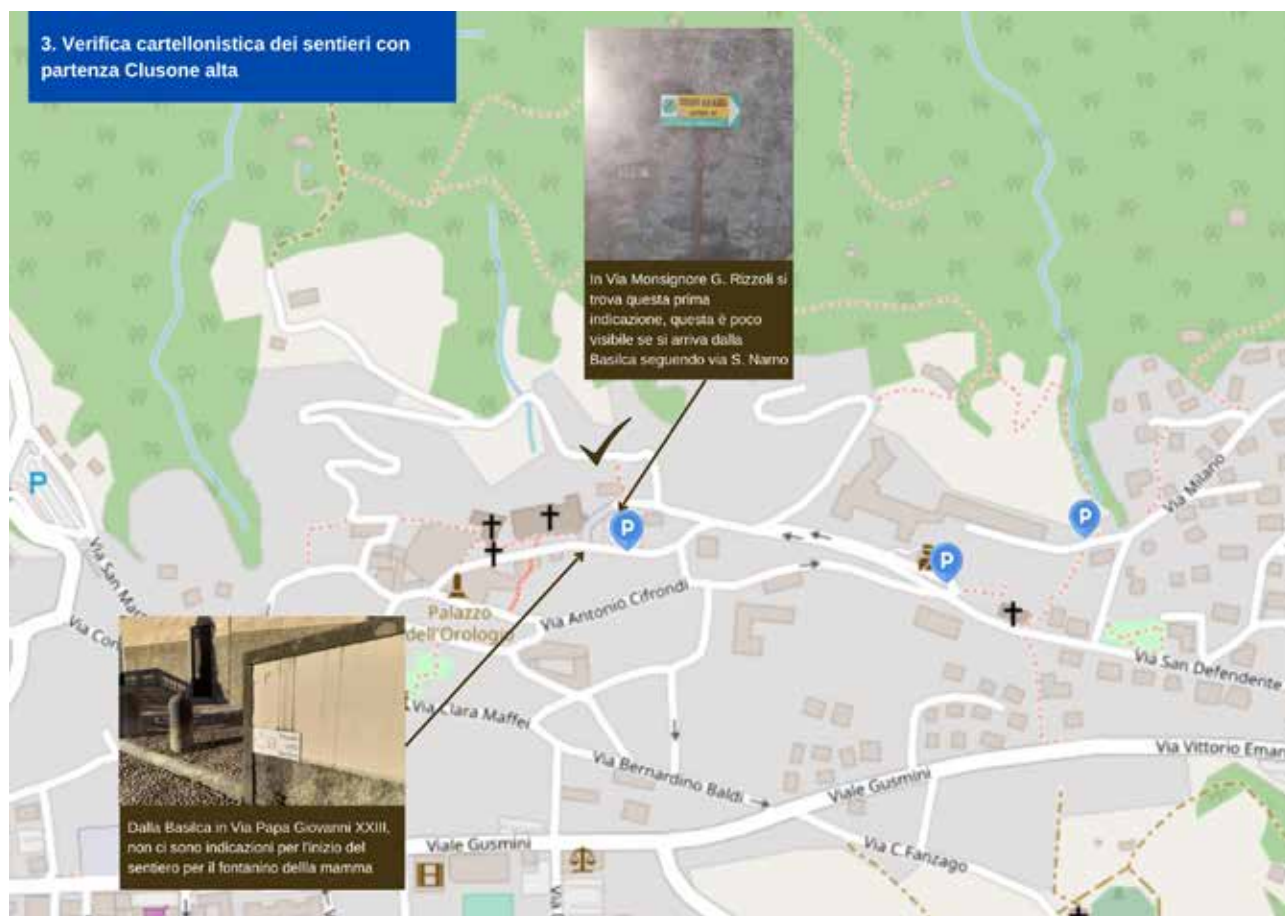 3. Verifica cartellonistica dei sentieri con
partenza Clusone alta
In Via Monsignore G. Rizzoli si
trova questa prima
indicazione, questa è poco
visibile se si arriva dalla
Basilca seguendo via S. Narno
P
P
P
P
Via Milano
Via San Mar
Palazzo
dell'Orologio
Via Antonio Cifrondi
Via San Defendente
Via Clara Maffei
Via Vittorio Eman
Via Bernardino Baldi
Viale Gusmini
Dalla Basilca in Via Papa Giovanni XXIII,
non ci sono indicazioni per l'inizio del
sentiero per il fontanino della mamma
Viale Gusmini
Via C.Fanzago